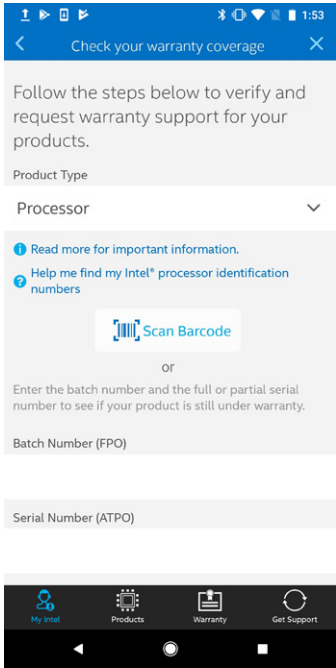 1:53
Check your warranty coverage
Follow the steps below to verify and
request warranty support for your
products.
Product Type
Processor
Read more for important information.
Help me find my Intel® processor identification
numbers
Scan Barcode
or
Enter the batch number and the full or partial serial
number to see if your product is still under warranty.
Batch Number (FPO)
Serial Number (ATPO)
My Intel Products Warranty Get Support